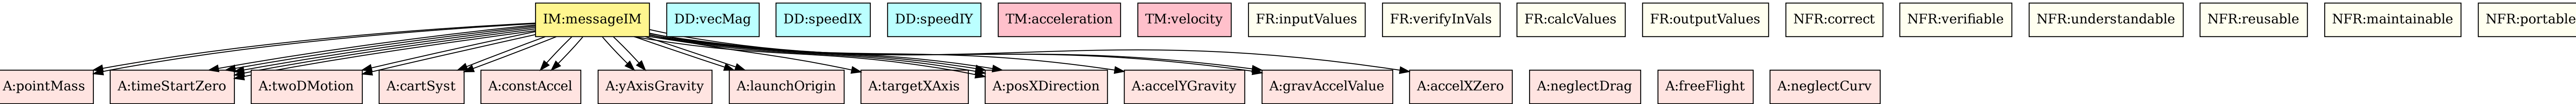 IM:messageIM
DD:vecMag
DD:speedIX
DD:speedIY
TM:acceleration
TM:velocity
FR:inputValues
FR:verifyInVals
FR:calcValues
FR:outputValues
NFR:correct
NFR:verifiable
NFR:understandable
NFR:reusable
NFR:maintainable
NFR:portable
A:pointMass
A:timeStartZero
A:twoDMotion
A:cartSyst
A:constAccel
A:yAxisGravity
A:launchOrigin
A:targetXAxis
A:posXDirection
A:accelYGravity
A:gravAccelValue
A:accelXZero
A:neglectDrag
A:freeFlight
A:neglectCurv